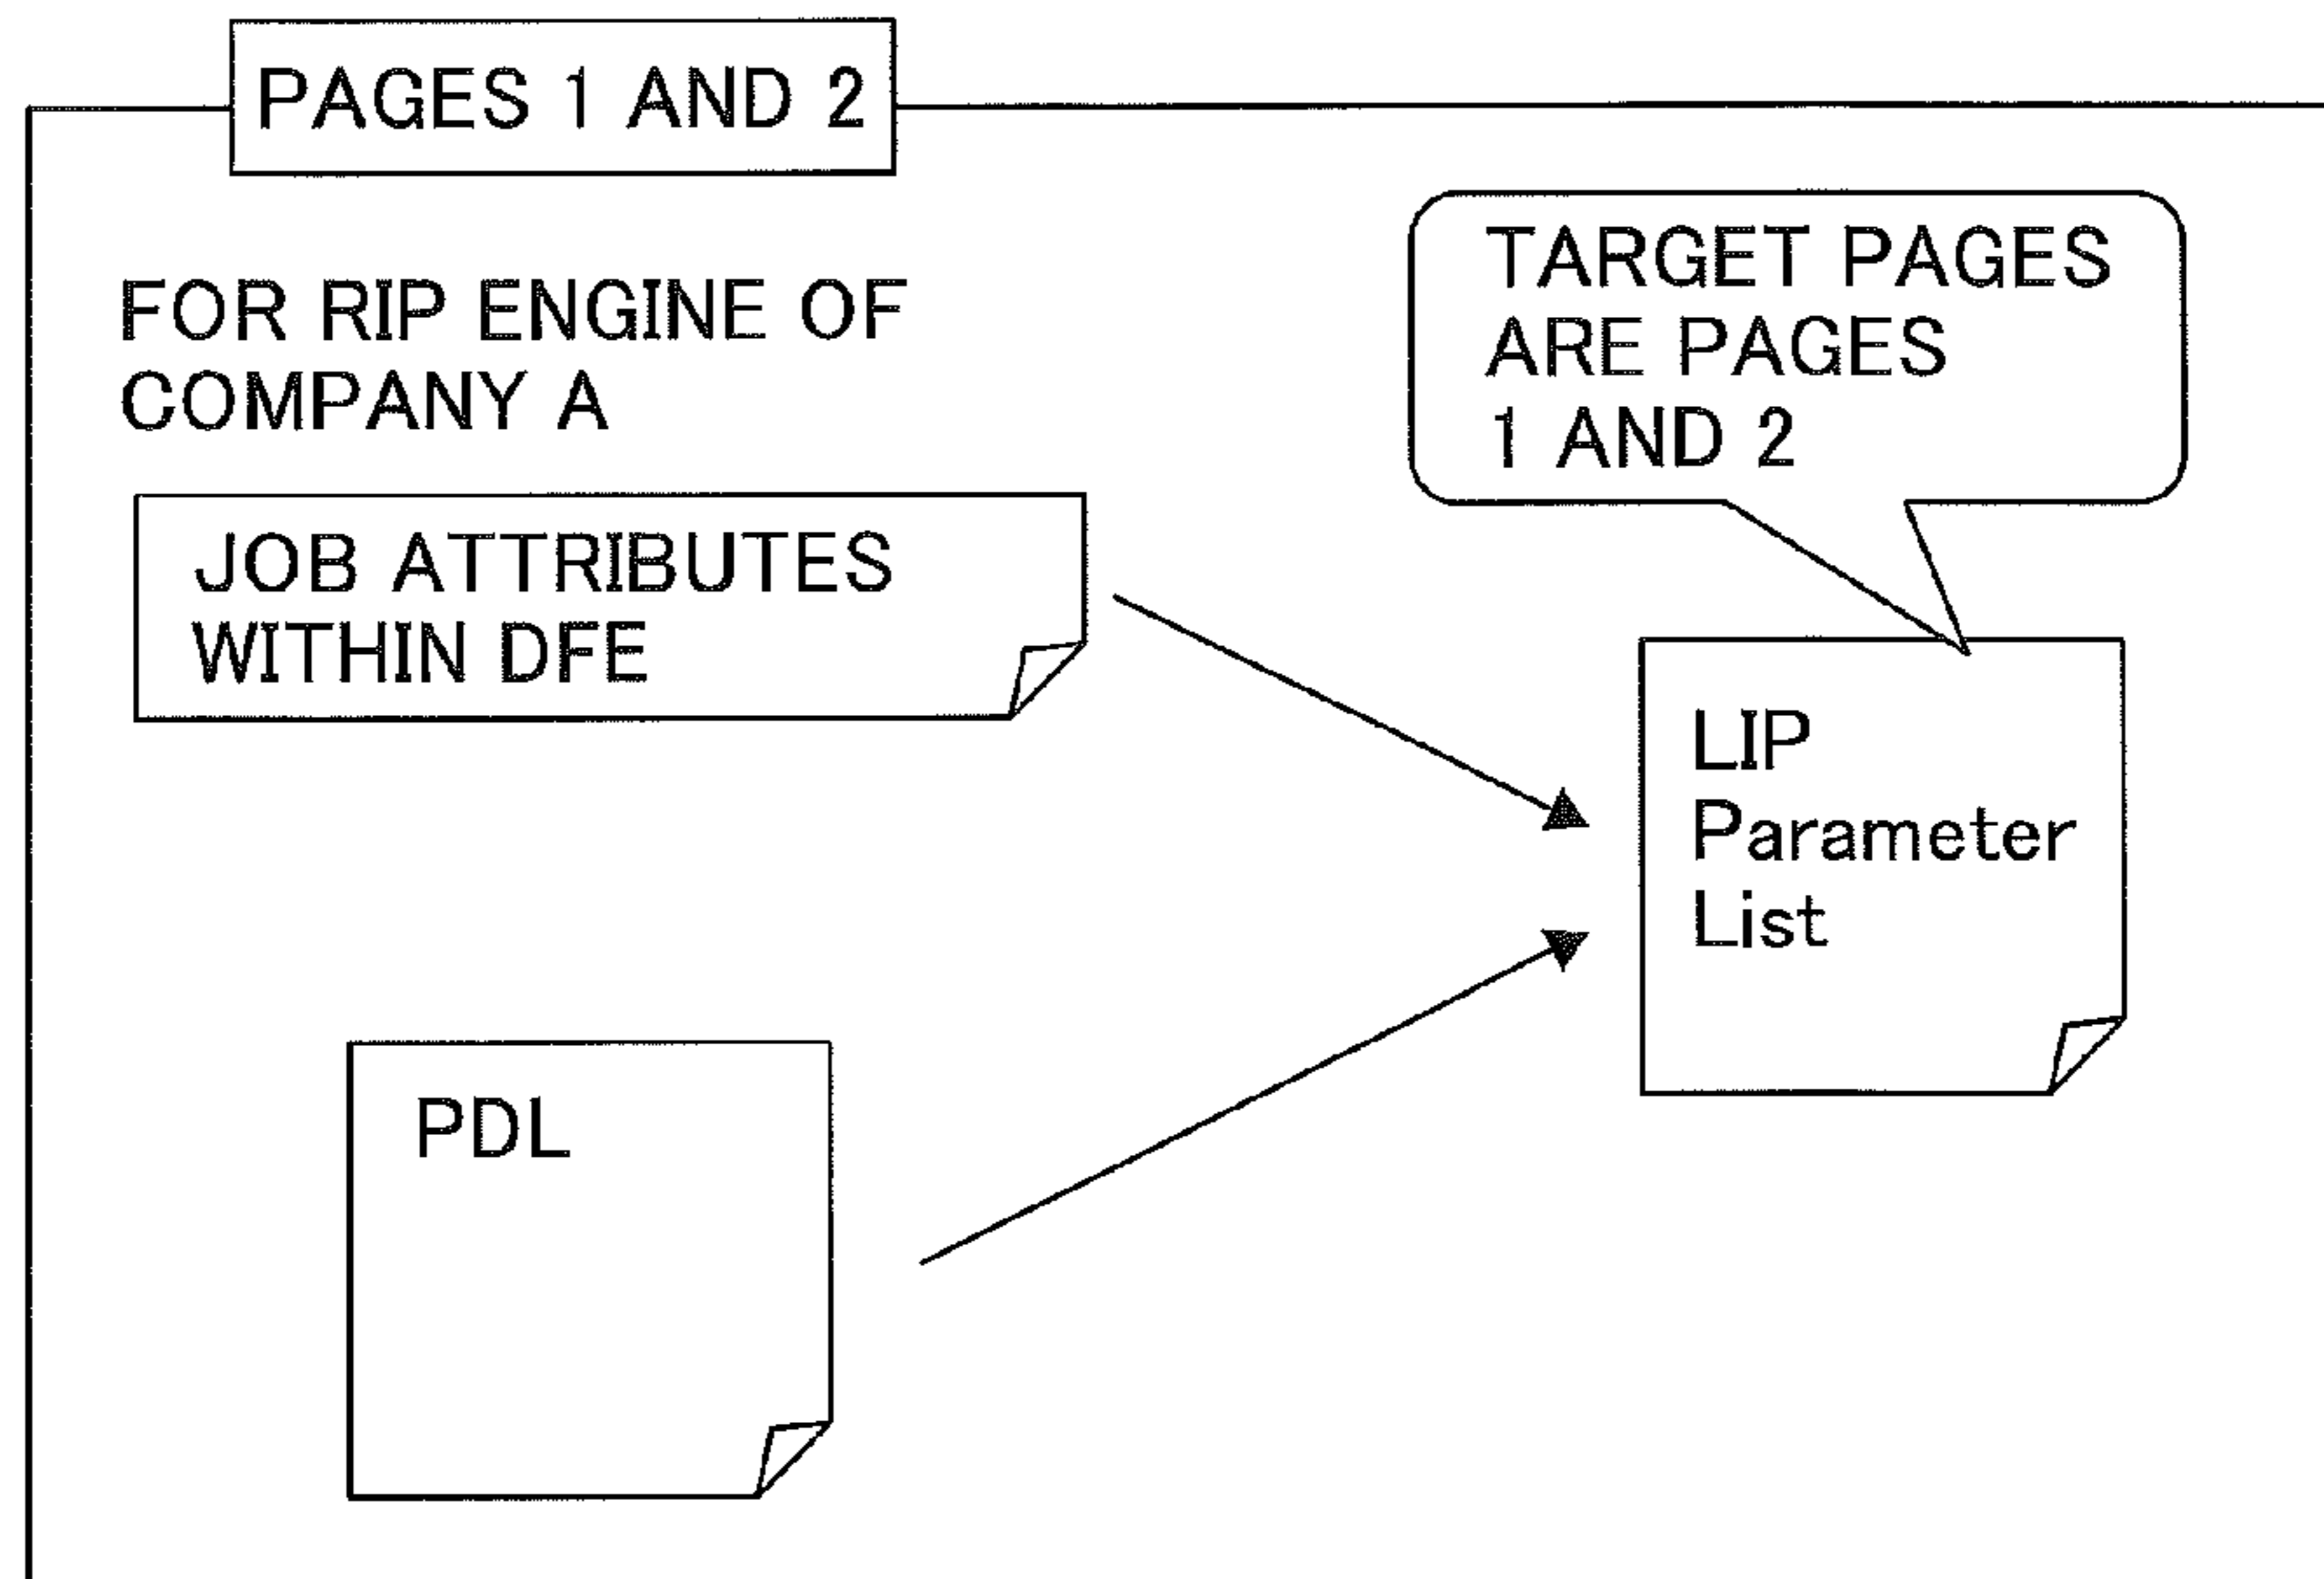 PAGES 1 AND 2
FOR RIP ENGINE OF
COMPANY A
TARGET PAGES
ARE PAGES
1 AND 2
JOB ATTRIBUTES
WITHIN DFE
LIP
Parameter
List
PDL